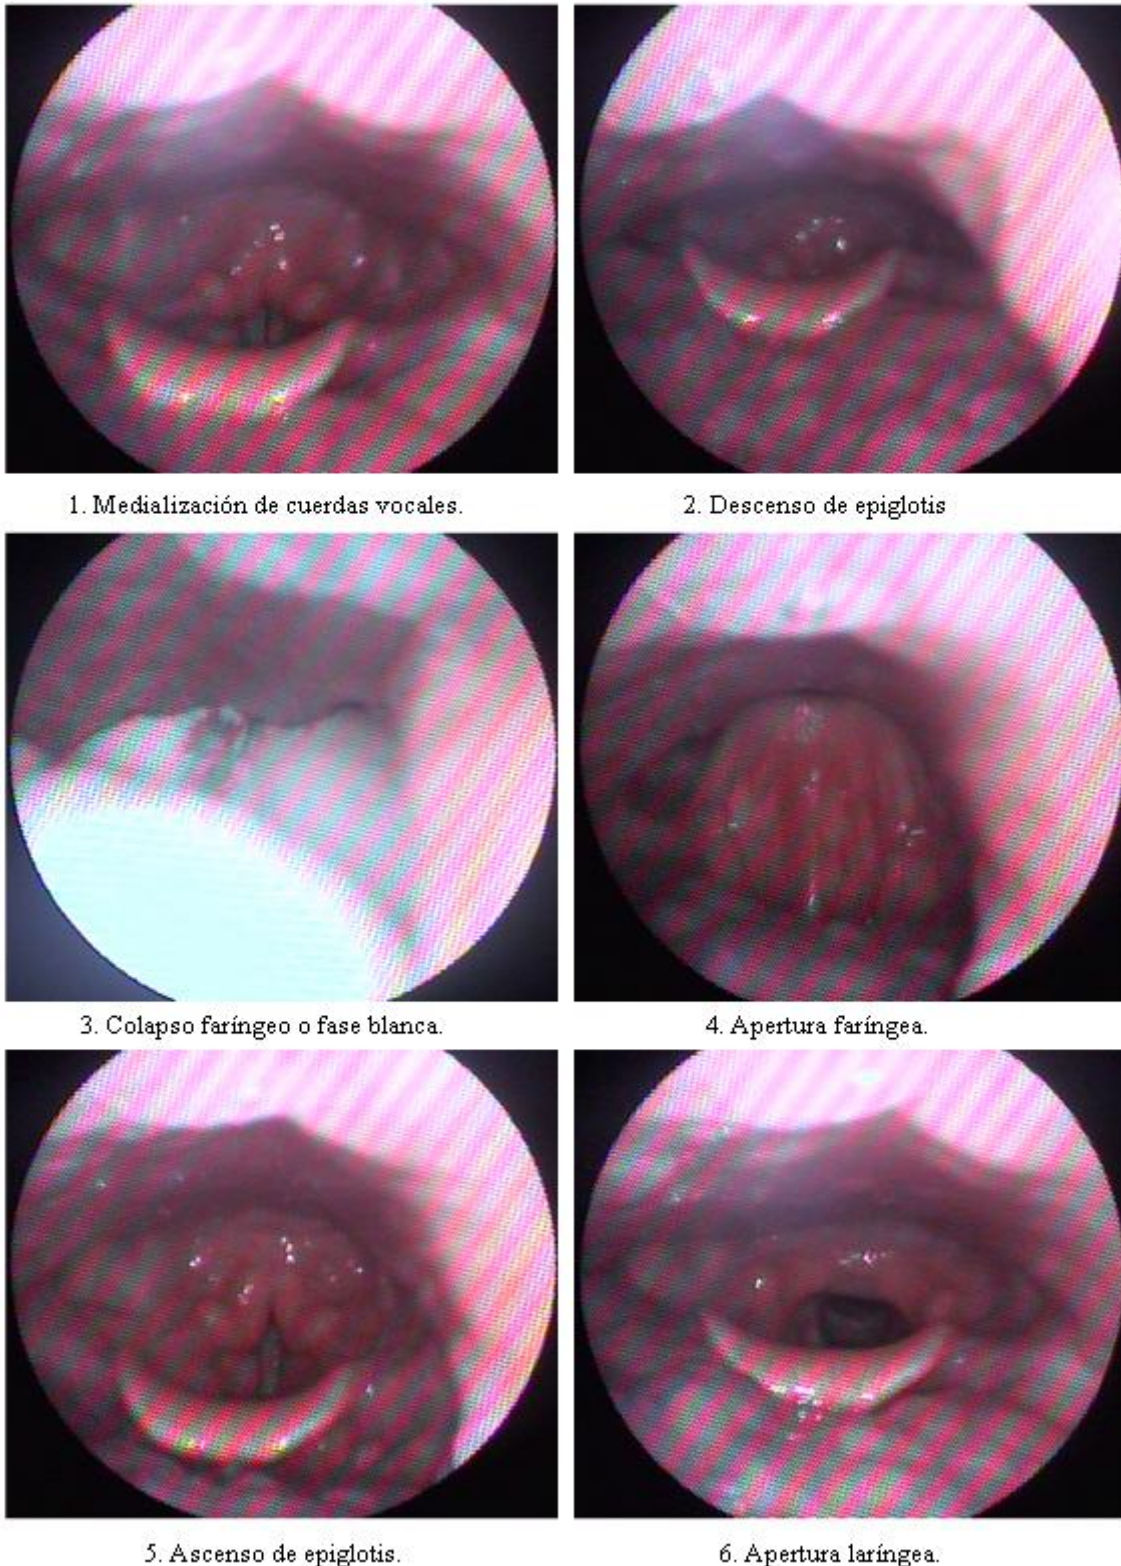 1. Medialización de cuerdas vocales.
2. Descenso de epiglotis
3. Colapso faríngeo o fase blanca.
4. Apertura faríngea.
5. Ascenso de epiglotis.
6. Apertura laríngea.